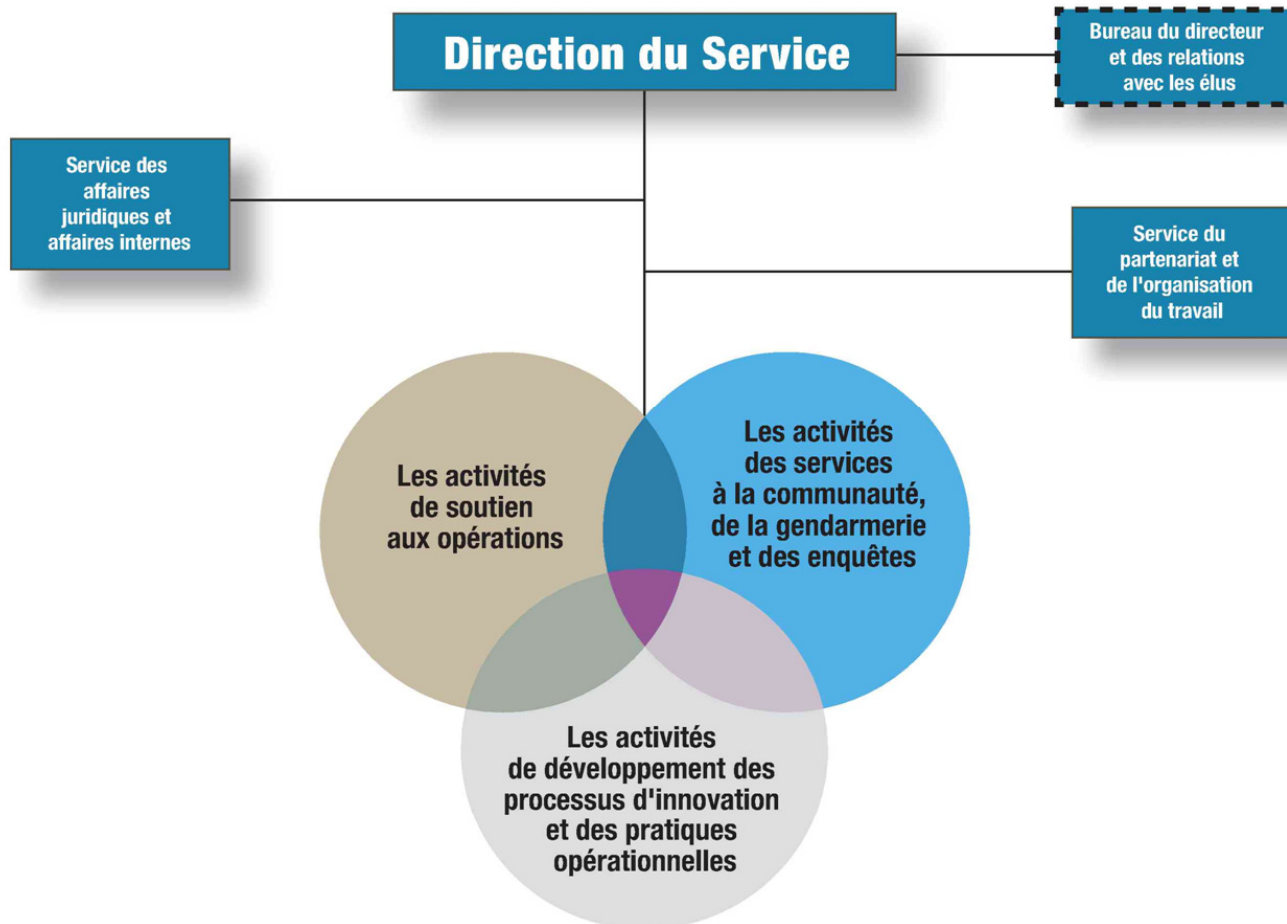 Direction du Service
Bureau du directeur
et des relations
avec les élus
Service des
affaires
juridiques et
affaires internes
Service du
partenariat et
de l'organisation
du travail
Les activités
de soutien
aux opérations
Les activités
des services
à la communauté,
de la gendarmerie
et des enquêtes
Les activités
de développement des
processus d'innovation
et des pratiques
opérationnelles